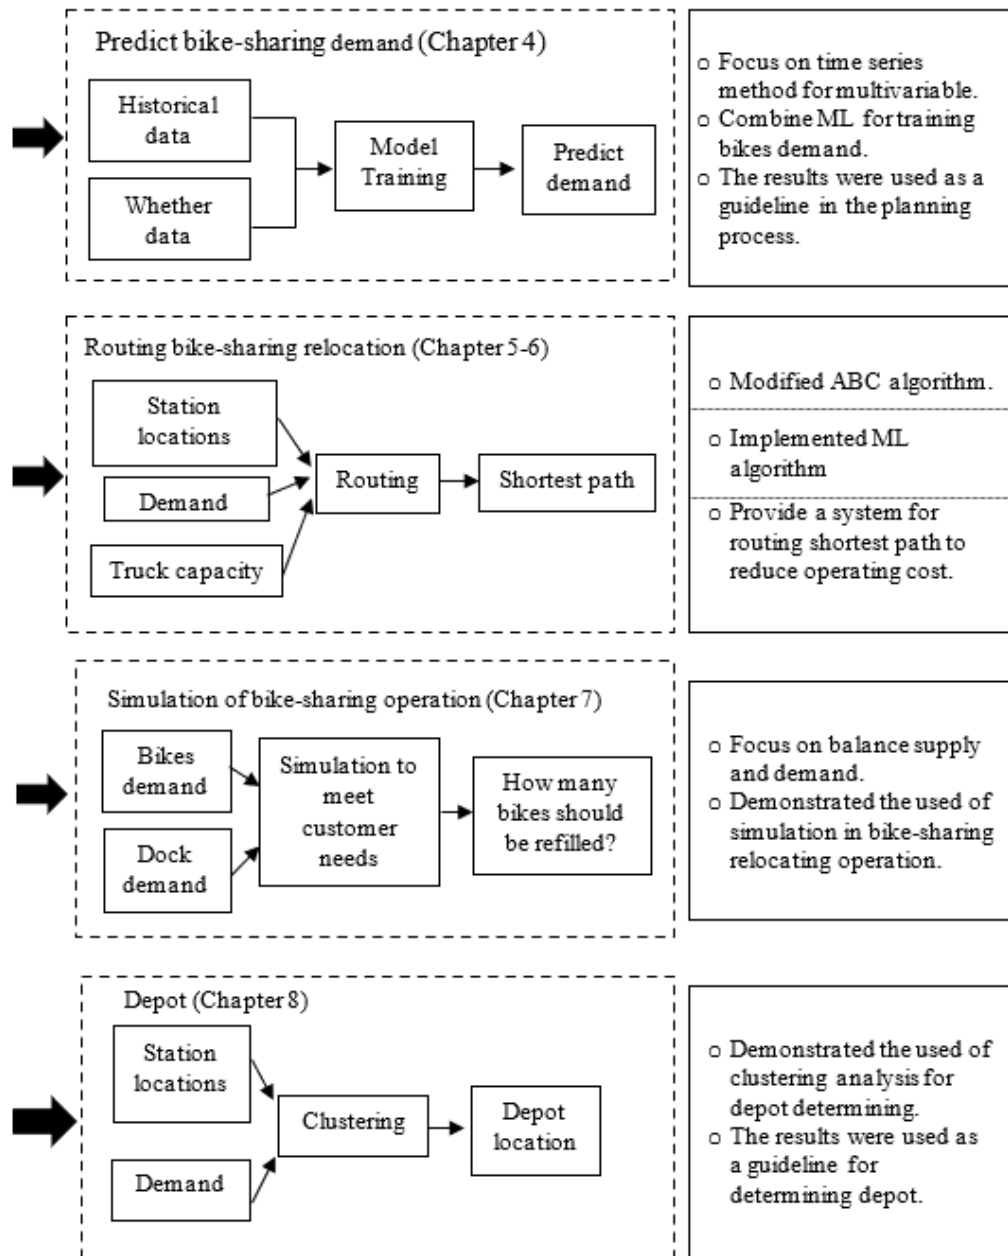 Predict bike-sharing demand (Chapter 4)
Historical
data
Whether
data
Model
Training
Predict
demand
o Focus on time series
method for multivariable.
o Combine ML for training
bikes demand.
o The results were used as a
guideline in the planning
process.
Routing bike-sharing relocation (Chapter 5-6)
Station
locations
Demand
Truck capacity
Routing
Shortest path
o Modified ABC algorithm.
o Implemented ML
algorithm
o Provide a system for
routing shortest path to
reduce operating cost.
Simulation of bike-sharing operation (Chapter 7)
Bikes
demand
Dock
demand
Simulation to
meet
customer
needs
How many
bikes should
be refilled?
o Focus on balance supply
and demand.
o Demonstrated the used of
simulation in bike-sharing
relocating operation.
Depot (Chapter 8)
Station
locations
Demand
Clustering
Depot
location
o Demonstrated the used of
clustering analysis for
depot determining.
o The results were used as
a guideline for
determining depot.